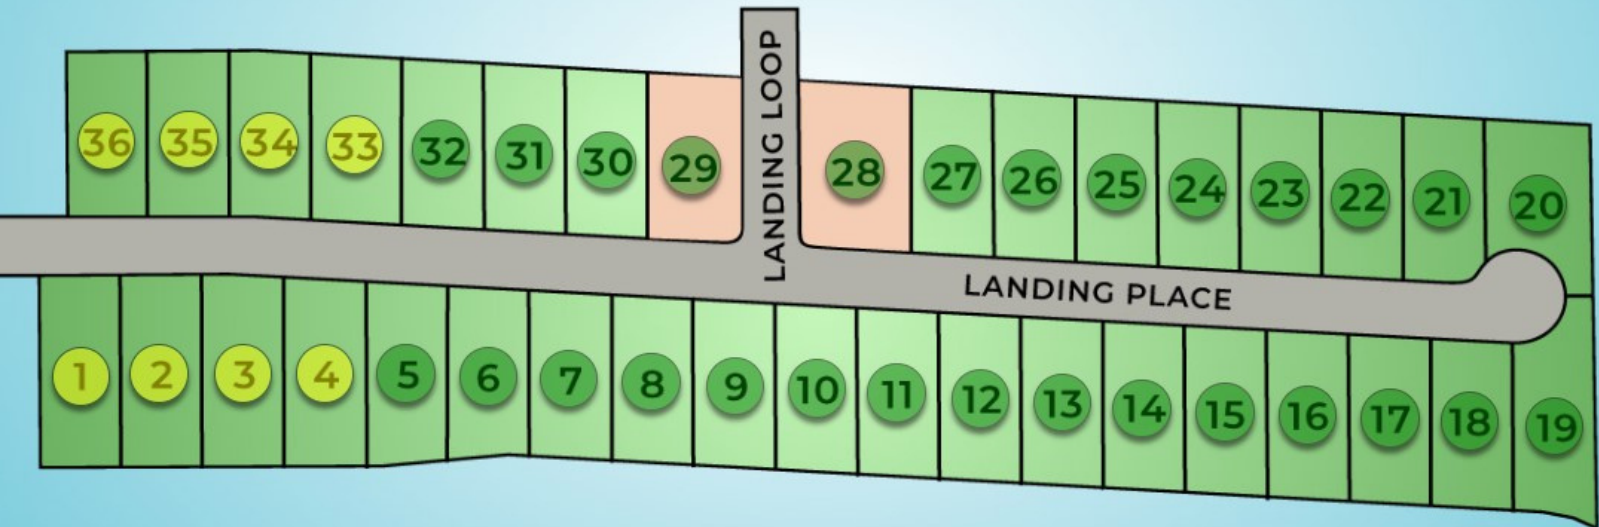 LANDING LOOP
36 35 34 33 32 31 30 29 28 27 26 25 24 23 22 21 20
LANDING PLACE
1 2 3 4 5 6 7 8 9 10 11 12 13 14 15 16 17 18 19